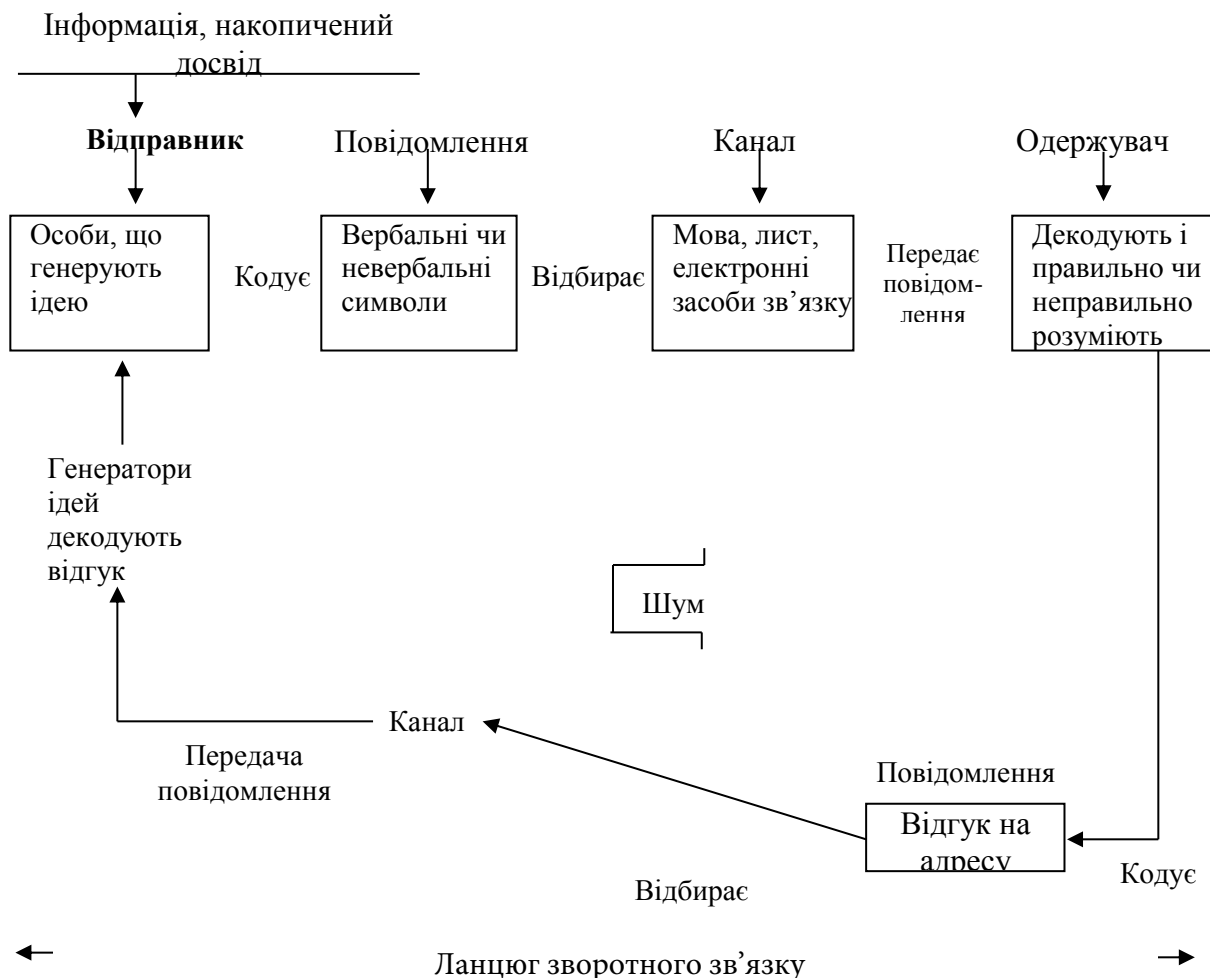 Інформація, накопичений
досвід
Відправник
Повідомлення
Канал
Одержувач
Особи, що
генерують
ідею
Кодує
Вербальні чи
невербальні
символи
Відбирає
Мова, лист,
електронні
засоби зв’язку
Передає
повідом-
лення
Декодують і
правильно чи
неправильно
розуміють
Генератори
ідей
декодують
відгук
Шум
Канал
Передача
повідомлення
Повідомлення
Відгук на
адресу
Кодує
Відбирає
Ланцюг зворотного зв’язку